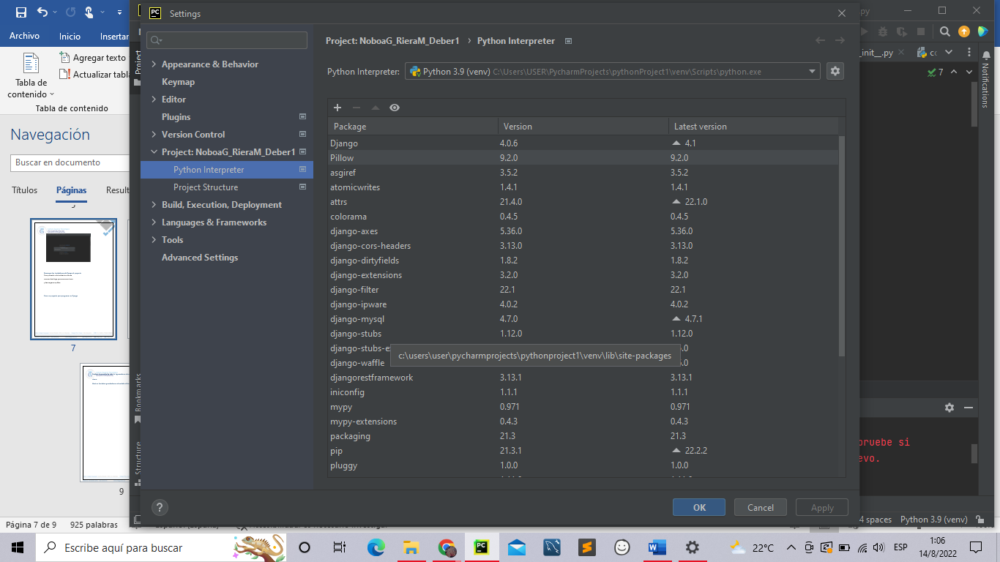 Archivo
Inicio
Insertar
Agregar texto
Actualizar tabla
Tabla de
contenido
Tabla de contenido
Navegación
Buscar en documento
Títulos
Páginas
Result
7
9
Página 7 de 9
925 palabras
Project
Bookmarks
Structure
PC
Settings
Appearance & Behavior
Keymap
Editor
Plugins
Version Control
Project: NoboaG_RieraM_Deber1
Python Interpreter
Project Structure
Build, Execution, Deployment
Languages & Frameworks
Tools
Advanced Settings
Project: NoboaG_RieraM_Deber1 › Python Interpreter
Python Interpreter: Python 3.9 (venv) C:\Users\USER\PycharmProjects\pythonProject1\venv\Scripts\python.exe
Package Version Latest version
Django 4.0.6 4.1
Pillow 9.2.0 9.2.0
asgiref 3.5.2 3.5.2
atomicwrites 1.4.1 1.4.1
attrs 21.4.0 22.1.0
colorama 0.4.5 0.4.5
django-axes 5.36.0 5.36.0
django-cors-headers 3.13.0 3.13.0
django-dirtyfields 1.8.2 1.8.2
django-extensions 3.2.0 3.2.0
django-filter 22.1 22.1
django-ipware 4.0.2 4.0.2
django-mysql 4.7.0 4.7.1
django-stubs 1.12.0 1.12.0
django-stubs-e
c:\users\user\pycharmprojects\pythonproject1\venv\lib\site-packages
django-waffle
djangorestframework 3.13.1 3.13.1
iniconfig 1.1.1 1.1.1
mypy 0.971 0.971
mypy-extensions 0.4.3 0.4.3
packaging 21.3 21.3
pip 21.3.1 22.2.2
pluggy 1.0.0 1.0.0
?
OK
Cancel
Apply
py
_init__.py
7
Notifications
pruebe si
evo.
4 spaces
Python 3.9 (venv)
Escribe aquí para buscar
PC
22°C
ESP
1:06
14/8/2022